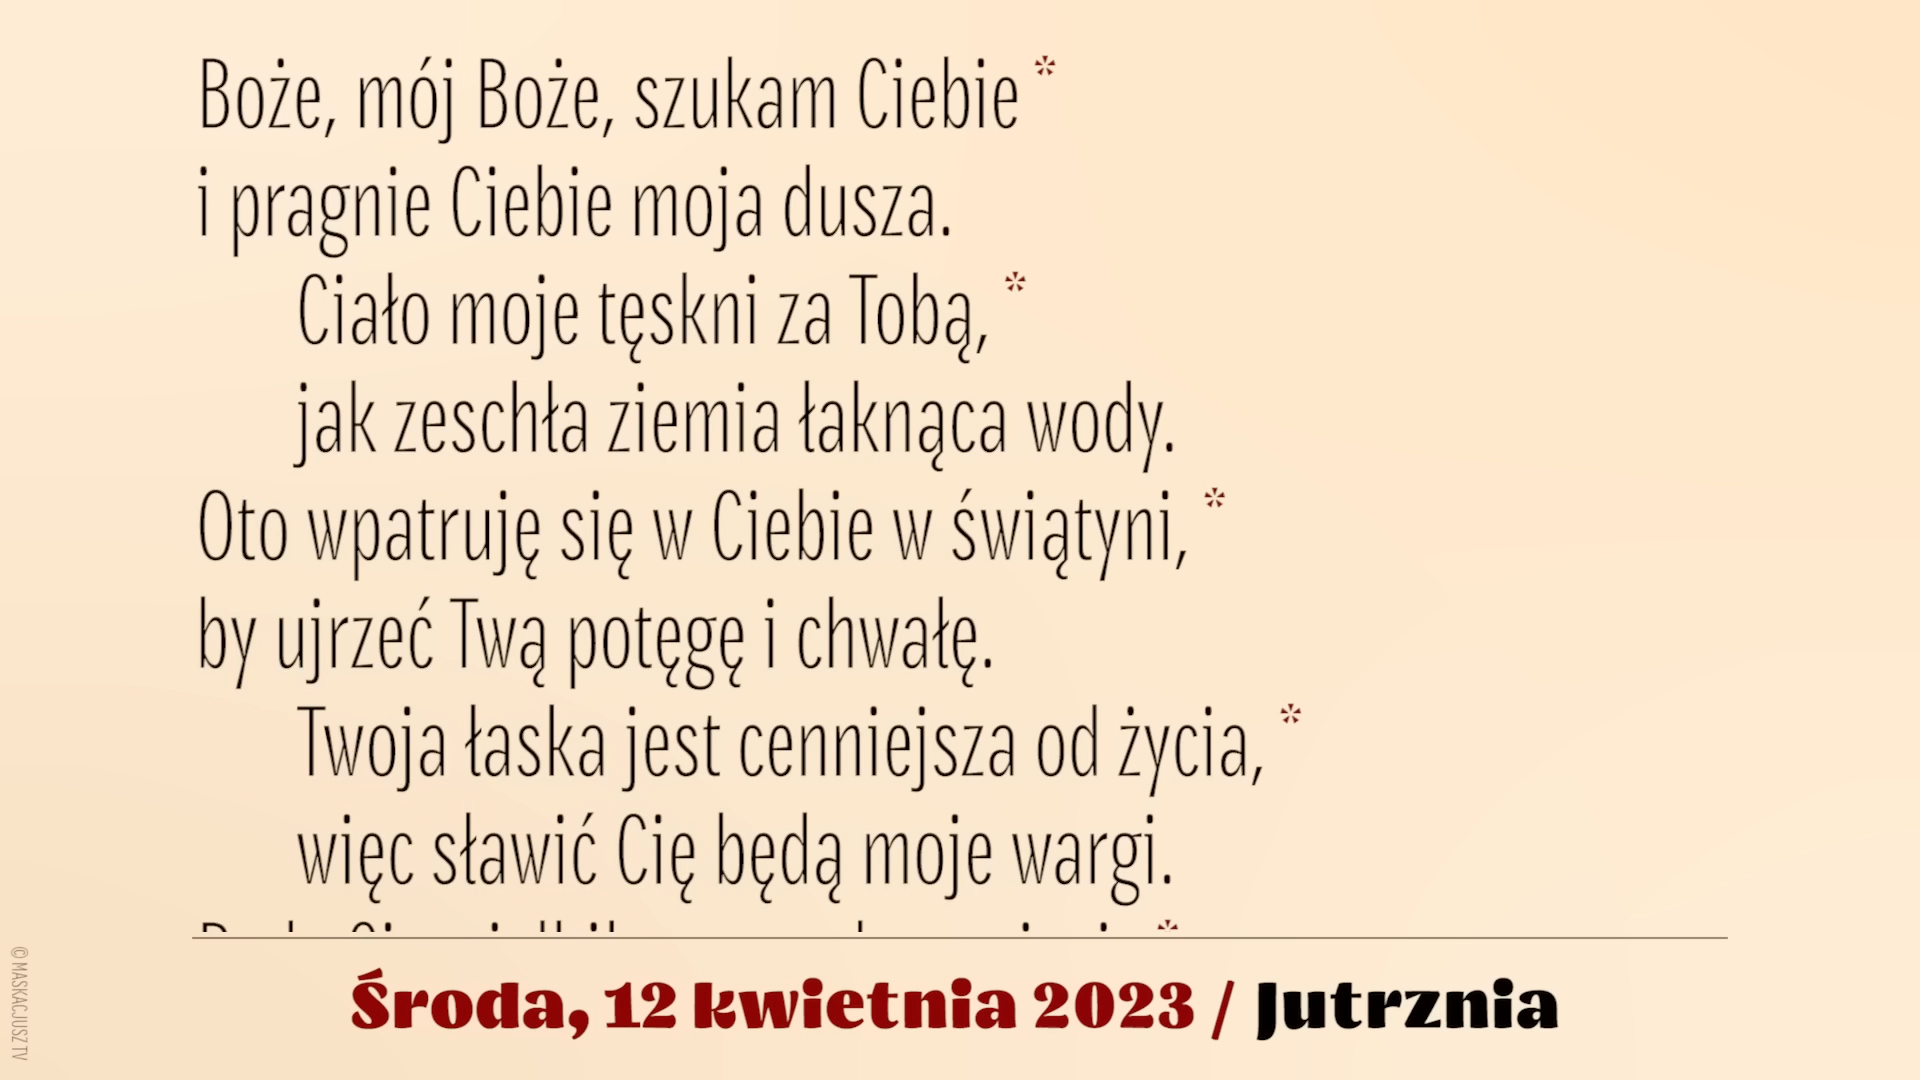 Boże, mój Boże, szukam Ciebie *
i pragnie Ciebie moja dusza.
Ciało moje tęskni za Tobą, *
jak zeschła ziemia łaknąca wody.
Oto wpatruję się w Ciebie w świątyni, *
by ujrzeć Twą potęgę i chwałę.
Twoja łaska jest cenniejsza od życia, *
więc sławić Cię będą moje wargi.
Środa, 12 kwietnia 2023 / Jutrznia
© MASKACJUSZ TV